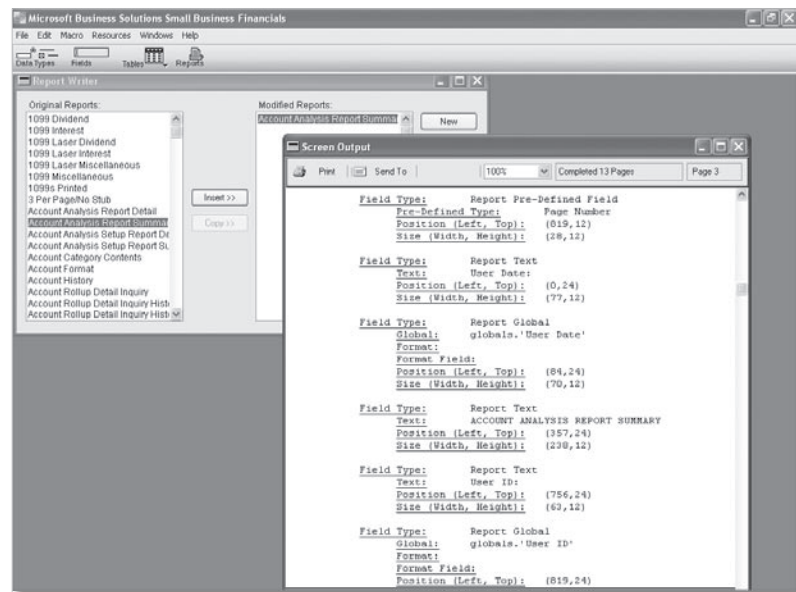 Microsoft Business Solutions Small Business Financials
File Edit Macro Resources Windows Help
Data Types Fields Tables Reports
Report Writer
Original Reports:
1099 Dividend
1099 Interest
1099 Laser Dividend
1099 Laser Interest
1099 Laser Miscellaneous
1099 Miscellaneous
1099s Printed
3 Per Page/No Stub
Account Analysis Report Detail
Account Analysis Report Summar
Account Analysis Setup Report De
Account Analysis Setup Report Su
Account Category Contents
Account Format
Account History
Account Rollup Detail Inquiry
Account Rollup Detail Inquiry Hist
Account Rollup Detail Inquiry Hist
Insert >>
Copy >>
Modified Reports:
Account Analysis Report Summa
New
Screen Output
Print Send To 100% Completed 13 Pages Page 3
Field Type: Report Pre-Defined Field
Pre-Defined Type: Page Number
Position (Left, Top): (819,12)
Size (Width, Height): (28,12)
Field Type: Report Text
Text: User Date:
Position (Left, Top): (0,24)
Size (Width, Height): (77,12)
Field Type: Report Global
Global: globals.'User Date'
Format:
Format Field:
Position (Left, Top): (84,24)
Size (Width, Height): (70,12)
Field Type: Report Text
Text: ACCOUNT ANALYSIS REPORT SUMMARY
Position (Left, Top): (357,24)
Size (Width, Height): (238,12)
Field Type: Report Text
Text: User ID:
Position (Left, Top): (756,24)
Size (Width, Height): (63,12)
Field Type: Report Global
Global: globals.'User ID'
Format:
Format Field:
Position (Left, Top): (819,24)